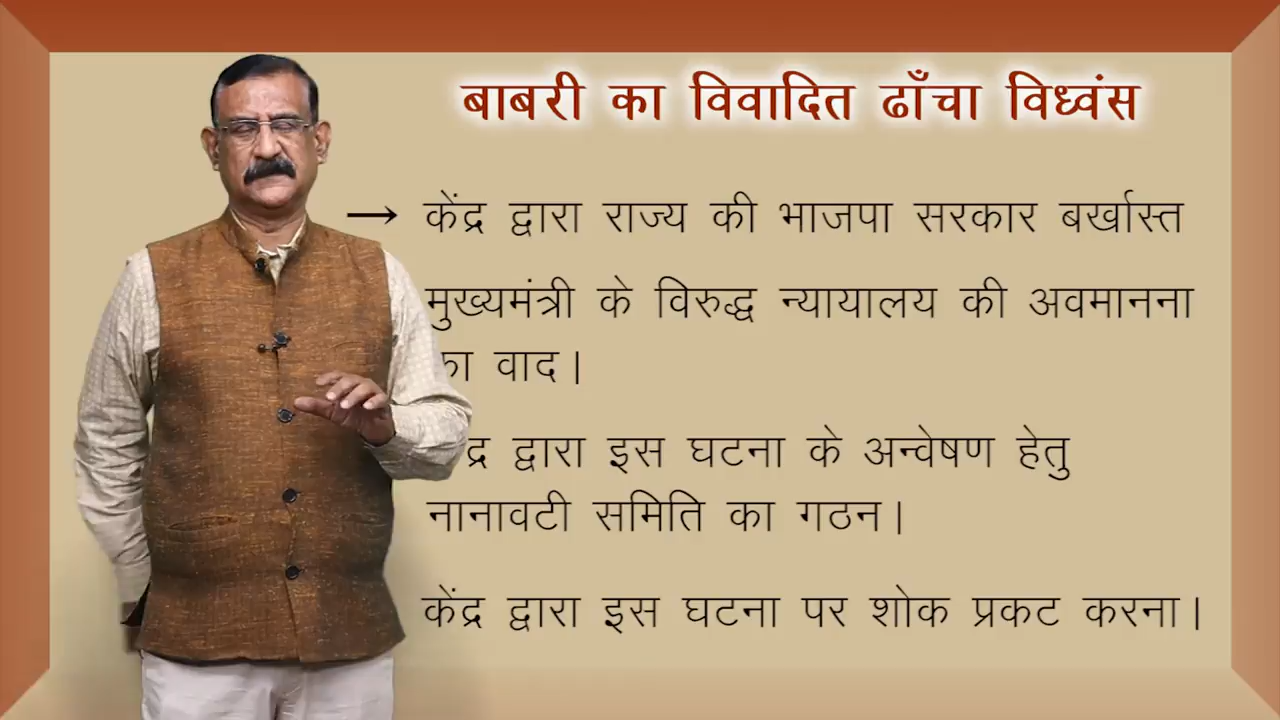 बाबरी का विवादित ढाँचा विध्वंस
→ केंद्र द्वारा राज्य की भाजपा सरकार बर्खास्त
मुख्यमंत्री के विरुद्ध न्यायालय की अवमानना
वाद।
द्वारा इस घटना के अन्वेषण हेतु
नानावटी समिति का गठन।
केंद्र द्वारा इस घटना पर शोक प्रकट करना।